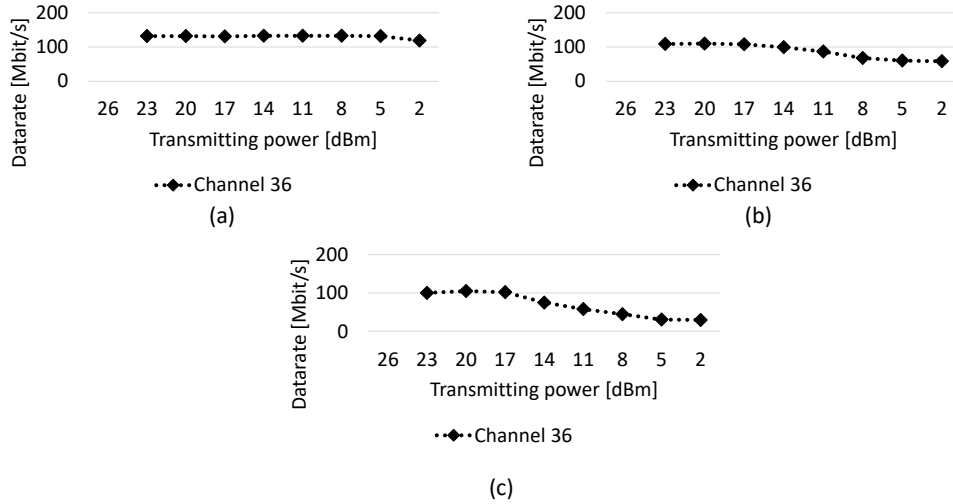 Datarate [Mbit/s]
200
100
0
26 23 20 17 14 11 8 5 2
Transmitting power [dBm]
Channel 36
(a)
Datarate [Mbit/s]
200
100
0
26 23 20 17 14 11 8 5 2
Transmitting power [dBm]
Channel 36
(b)
Datarate [Mbit/s]
200
100
0
26 23 20 17 14 11 8 5 2
Transmitting power [dBm]
Channel 36
(c)